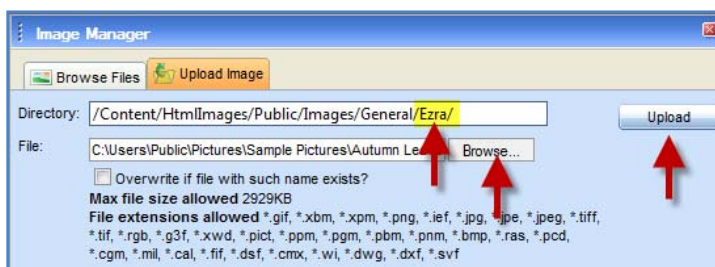 Image Manager
Browse Files Upload Image
Directory: /Content/HtmlImages/Public/Images/General/Ezra/ Upload
File: C:\Users\Public\Pictures\Sample Pictures\Autumn Le Browse...
Overwrite if file with such name exists?
Max file size allowed 2929KB
File extensions allowed *.gif, *.xbm, *.xpm, *.png, *.ief, *.jpg, *.jpe, *.jpeg, *.tiff,
*.tif, *.rgb, *.g3f, *.xwd, *.pict, *.ppm, *.pgm, *.pbm, *.pnm, *.bmp, *.ras, *.pcd,
*.cgm, *.mil, *.cal, *.fif, *.dsf, *.cmx, *.wi, *.dwg, *.dxf, *.svf